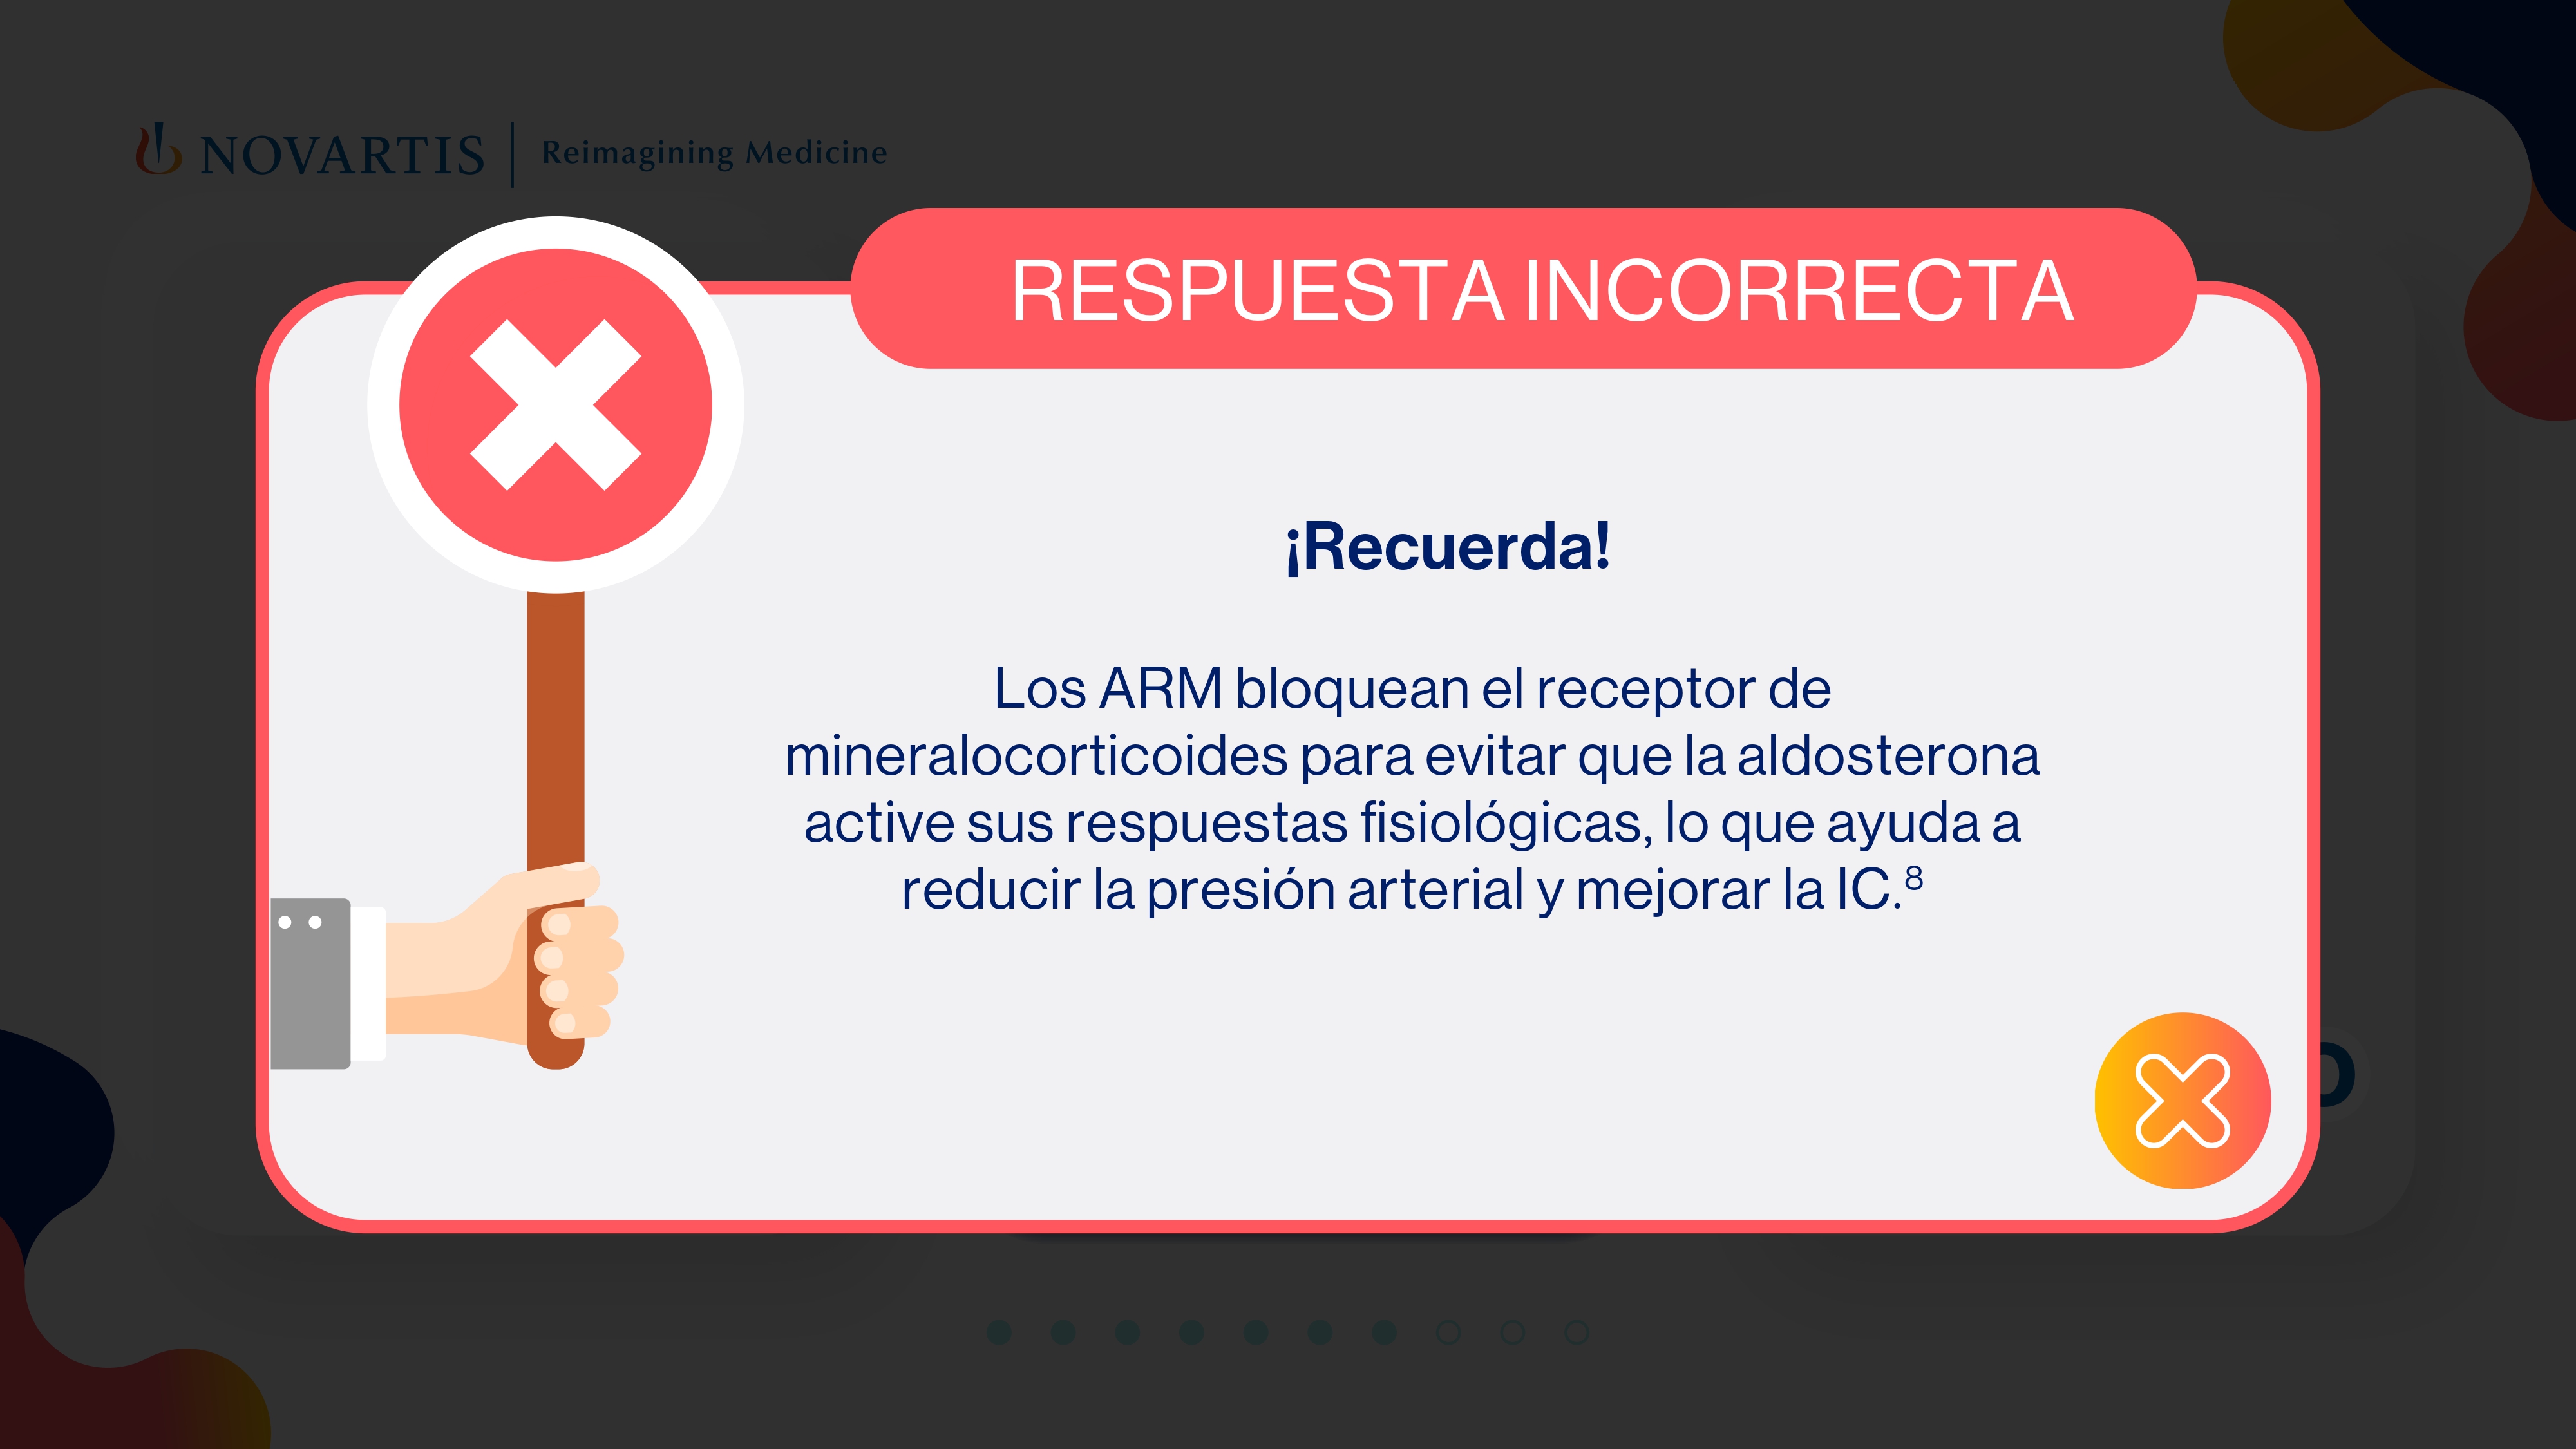 NOVARTIS | Reimagining Medicine
RESPUESTA INCORRECTA
¡Recuerda!
Los ARM bloquean el receptor de
mineralocorticoides para evitar que la aldosterona
active sus respuestas fisiológicas, lo que ayuda a
reducir la presión arterial y mejorar la IC.⁸